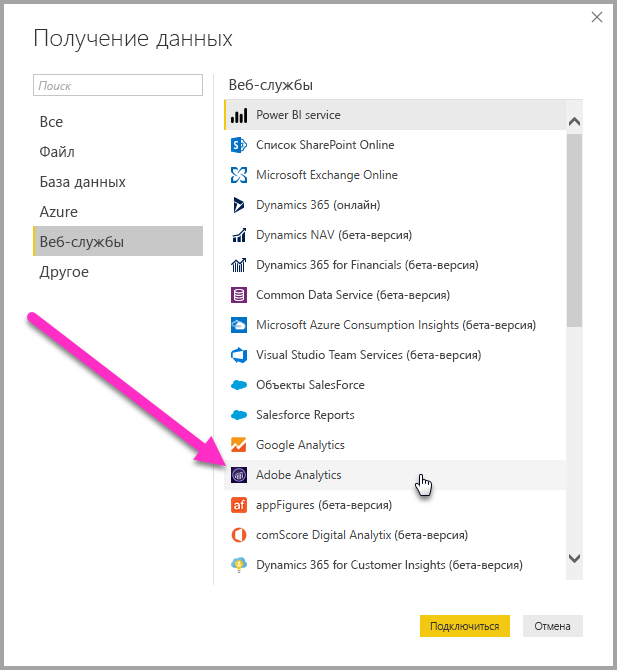 Получение данных
Поиск
Все
Файл
База данных
Azure
Веб-службы
Другое
Веб-службы
Power BI service
Список SharePoint Online
Microsoft Exchange Online
Dynamics 365 (онлайн)
Dynamics NAV (бета-версия)
Dynamics 365 for Financials (бета-версия)
Common Data Service (бета-версия)
Microsoft Azure Consumption Insights (бета-версия)
Visual Studio Team Services (бета-версия)
Объекты SalesForce
Salesforce Reports
Google Analytics
Adobe Analytics
af appFigures (бета-версия)
comScore Digital Analytix (бета-версия)
Dynamics 365 for Customer Insights (бета-версия)
Подключиться
Отмена